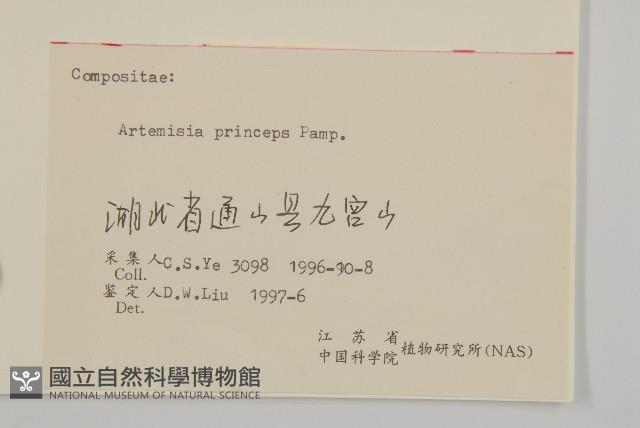 Compositae:
Artemisia princeps Pamp.
湖北省通山县九宫山
采集人C.S.Ye 3098 1996-10-8
Coll.
鉴定人D.W.Liu 1997-6
Det.
江苏省
中国科学院植物研究所(NAS)
國立自然科學博物館
NATIONAL MUSEUM OF NATURAL SCIENCE